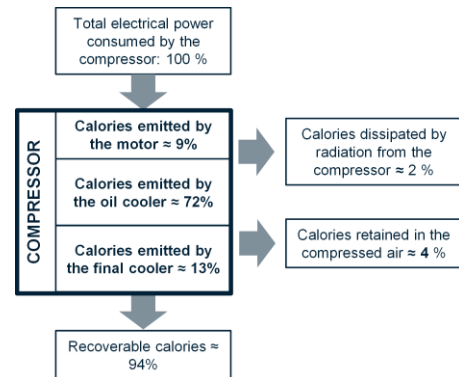 Total electrical power
consumed by the
compressor: 100 %
COMPRESSOR
Calories emitted by
the motor ≈ 9%
Calories emitted by
the oil cooler ≈ 72%
Calories emitted by
the final cooler ≈ 13%
Calories dissipated by
radiation from the
compressor ≈ 2 %
Calories retained in the
compressed air ≈ 4 %
Recoverable calories ≈
94%